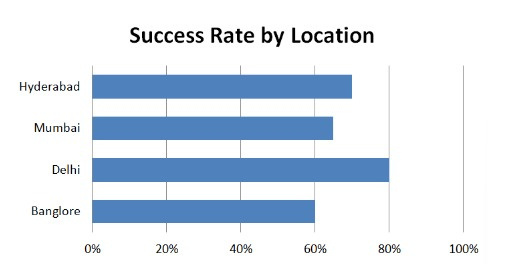 Success Rate by Location
Hyderabad
Mumbai
Delhi
Banglore
0% 20% 40% 60% 80% 100%